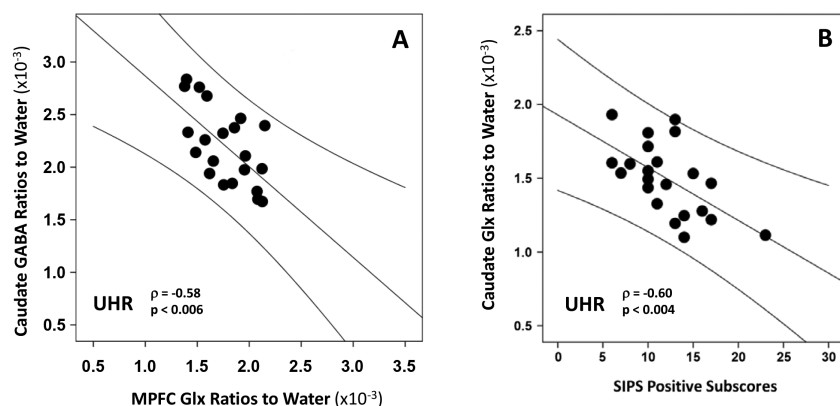 A
Caudate GABA Ratios to Water (x10-3)
3.0
2.5
2.0
1.5
1.0
0.5
UHR
ρ = -0.58
p < 0.006
0.5 1.0 1.5 2.0 2.5 3.0 3.5
MPFC Glx Ratios to Water (x10-3)
B
Caudate Glx Ratios to Water (x10-3)
2.5
2.0
1.5
1.0
0.5
UHR
ρ = -0.60
p < 0.004
0 5 10 15 20 25 30
SIPS Positive Subscores